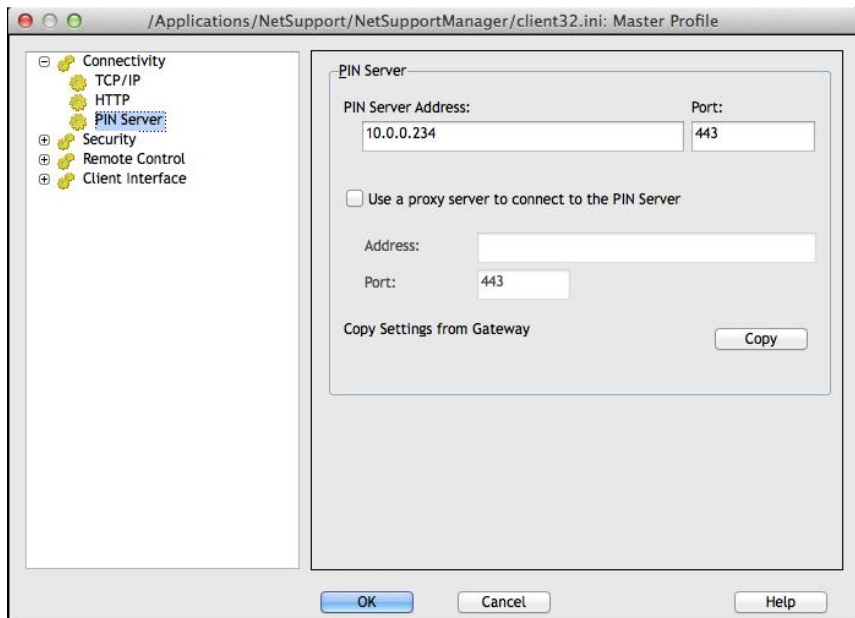 /Applications/NetSupport/NetSupportManager/client32.ini: Master Profile
Connectivity
TCP/IP
HTTP
PIN Server
Security
Remote Control
Client Interface
PIN Server
PIN Server Address: Port:
10.0.0.234 443
Use a proxy server to connect to the PIN Server
Address:
Port: 443
Copy Settings from Gateway Copy
OK Cancel Help